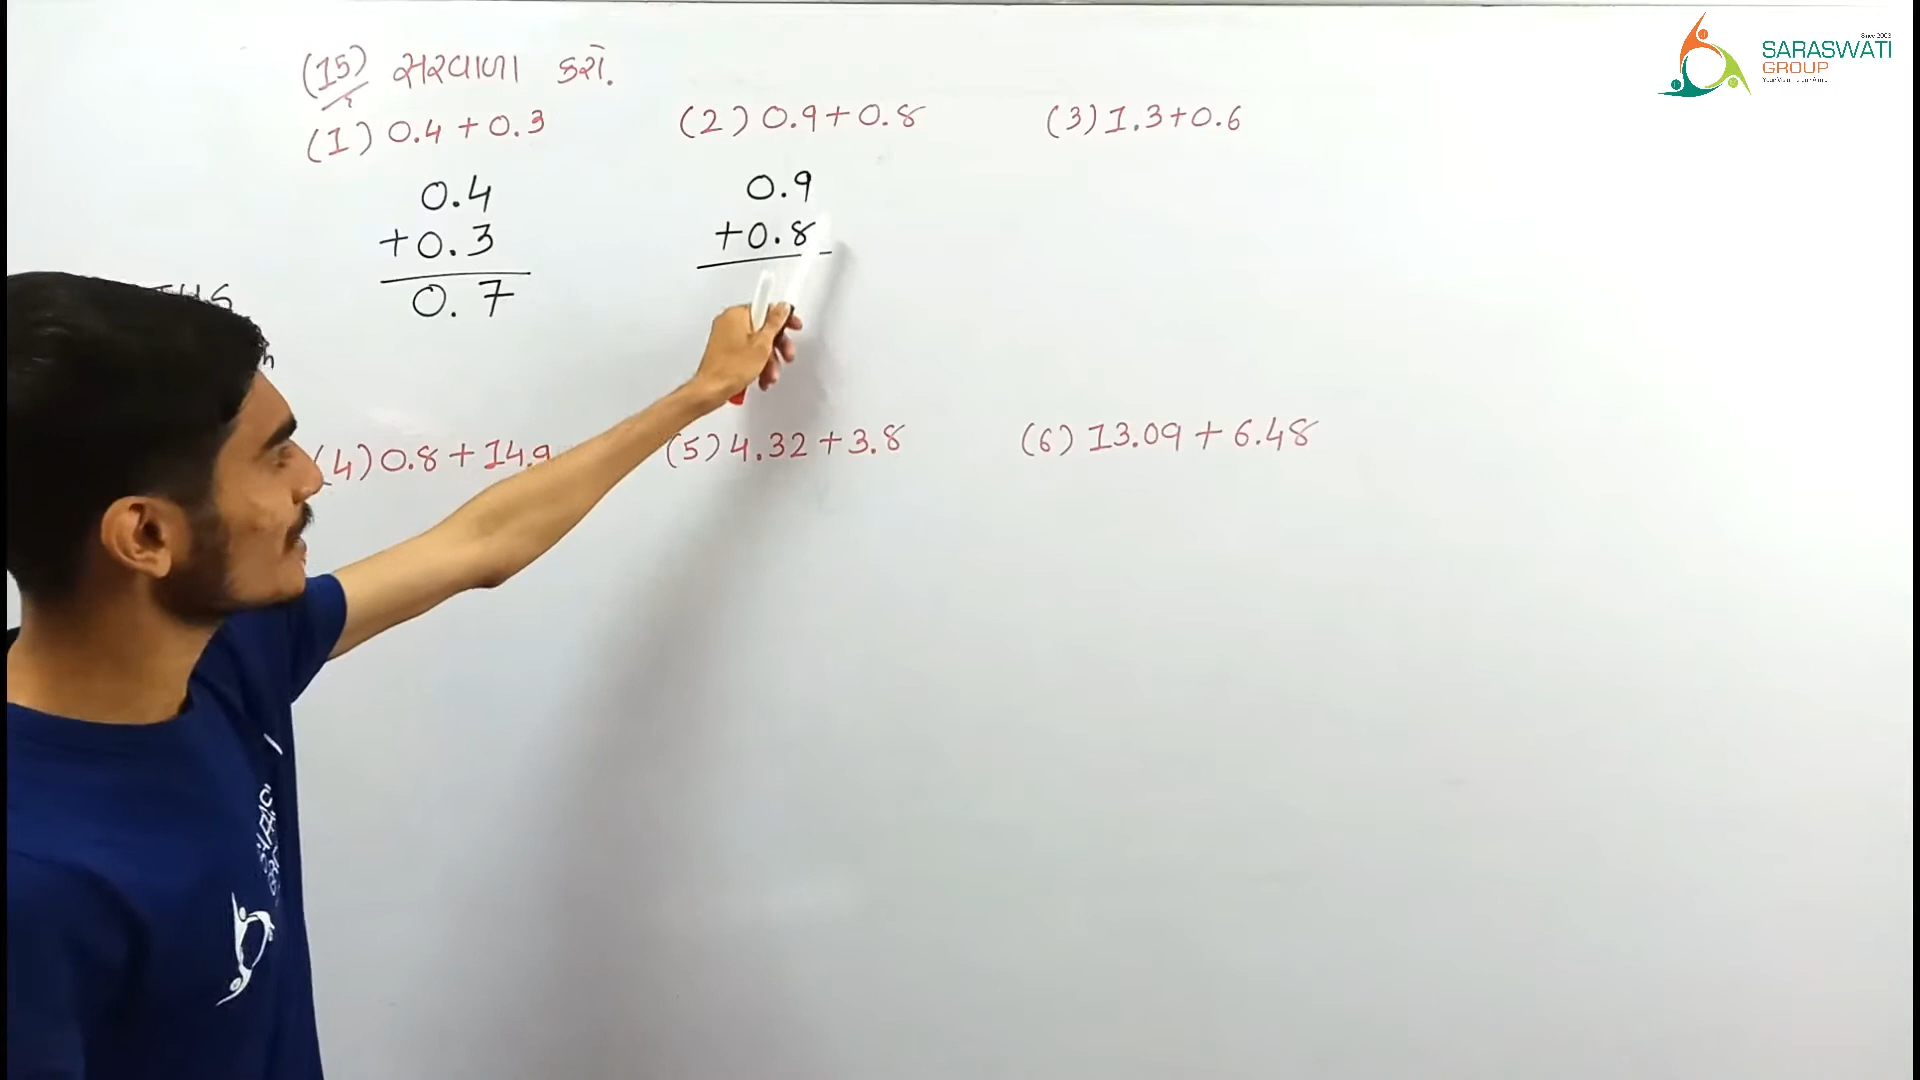 (15) સરવાળા કરો.
(1) 0.4 + 0.3
(2) 0.9 + 0.8
(3) 1.3 + 0.6
0.4
+ 0.3
0.7
0.9
+ 0.8
(4) 0.8 + 14.9
(5) 4.32 + 3.8
(6) 13.09 + 6.48
Since 2003
SARASWATI
GROUP